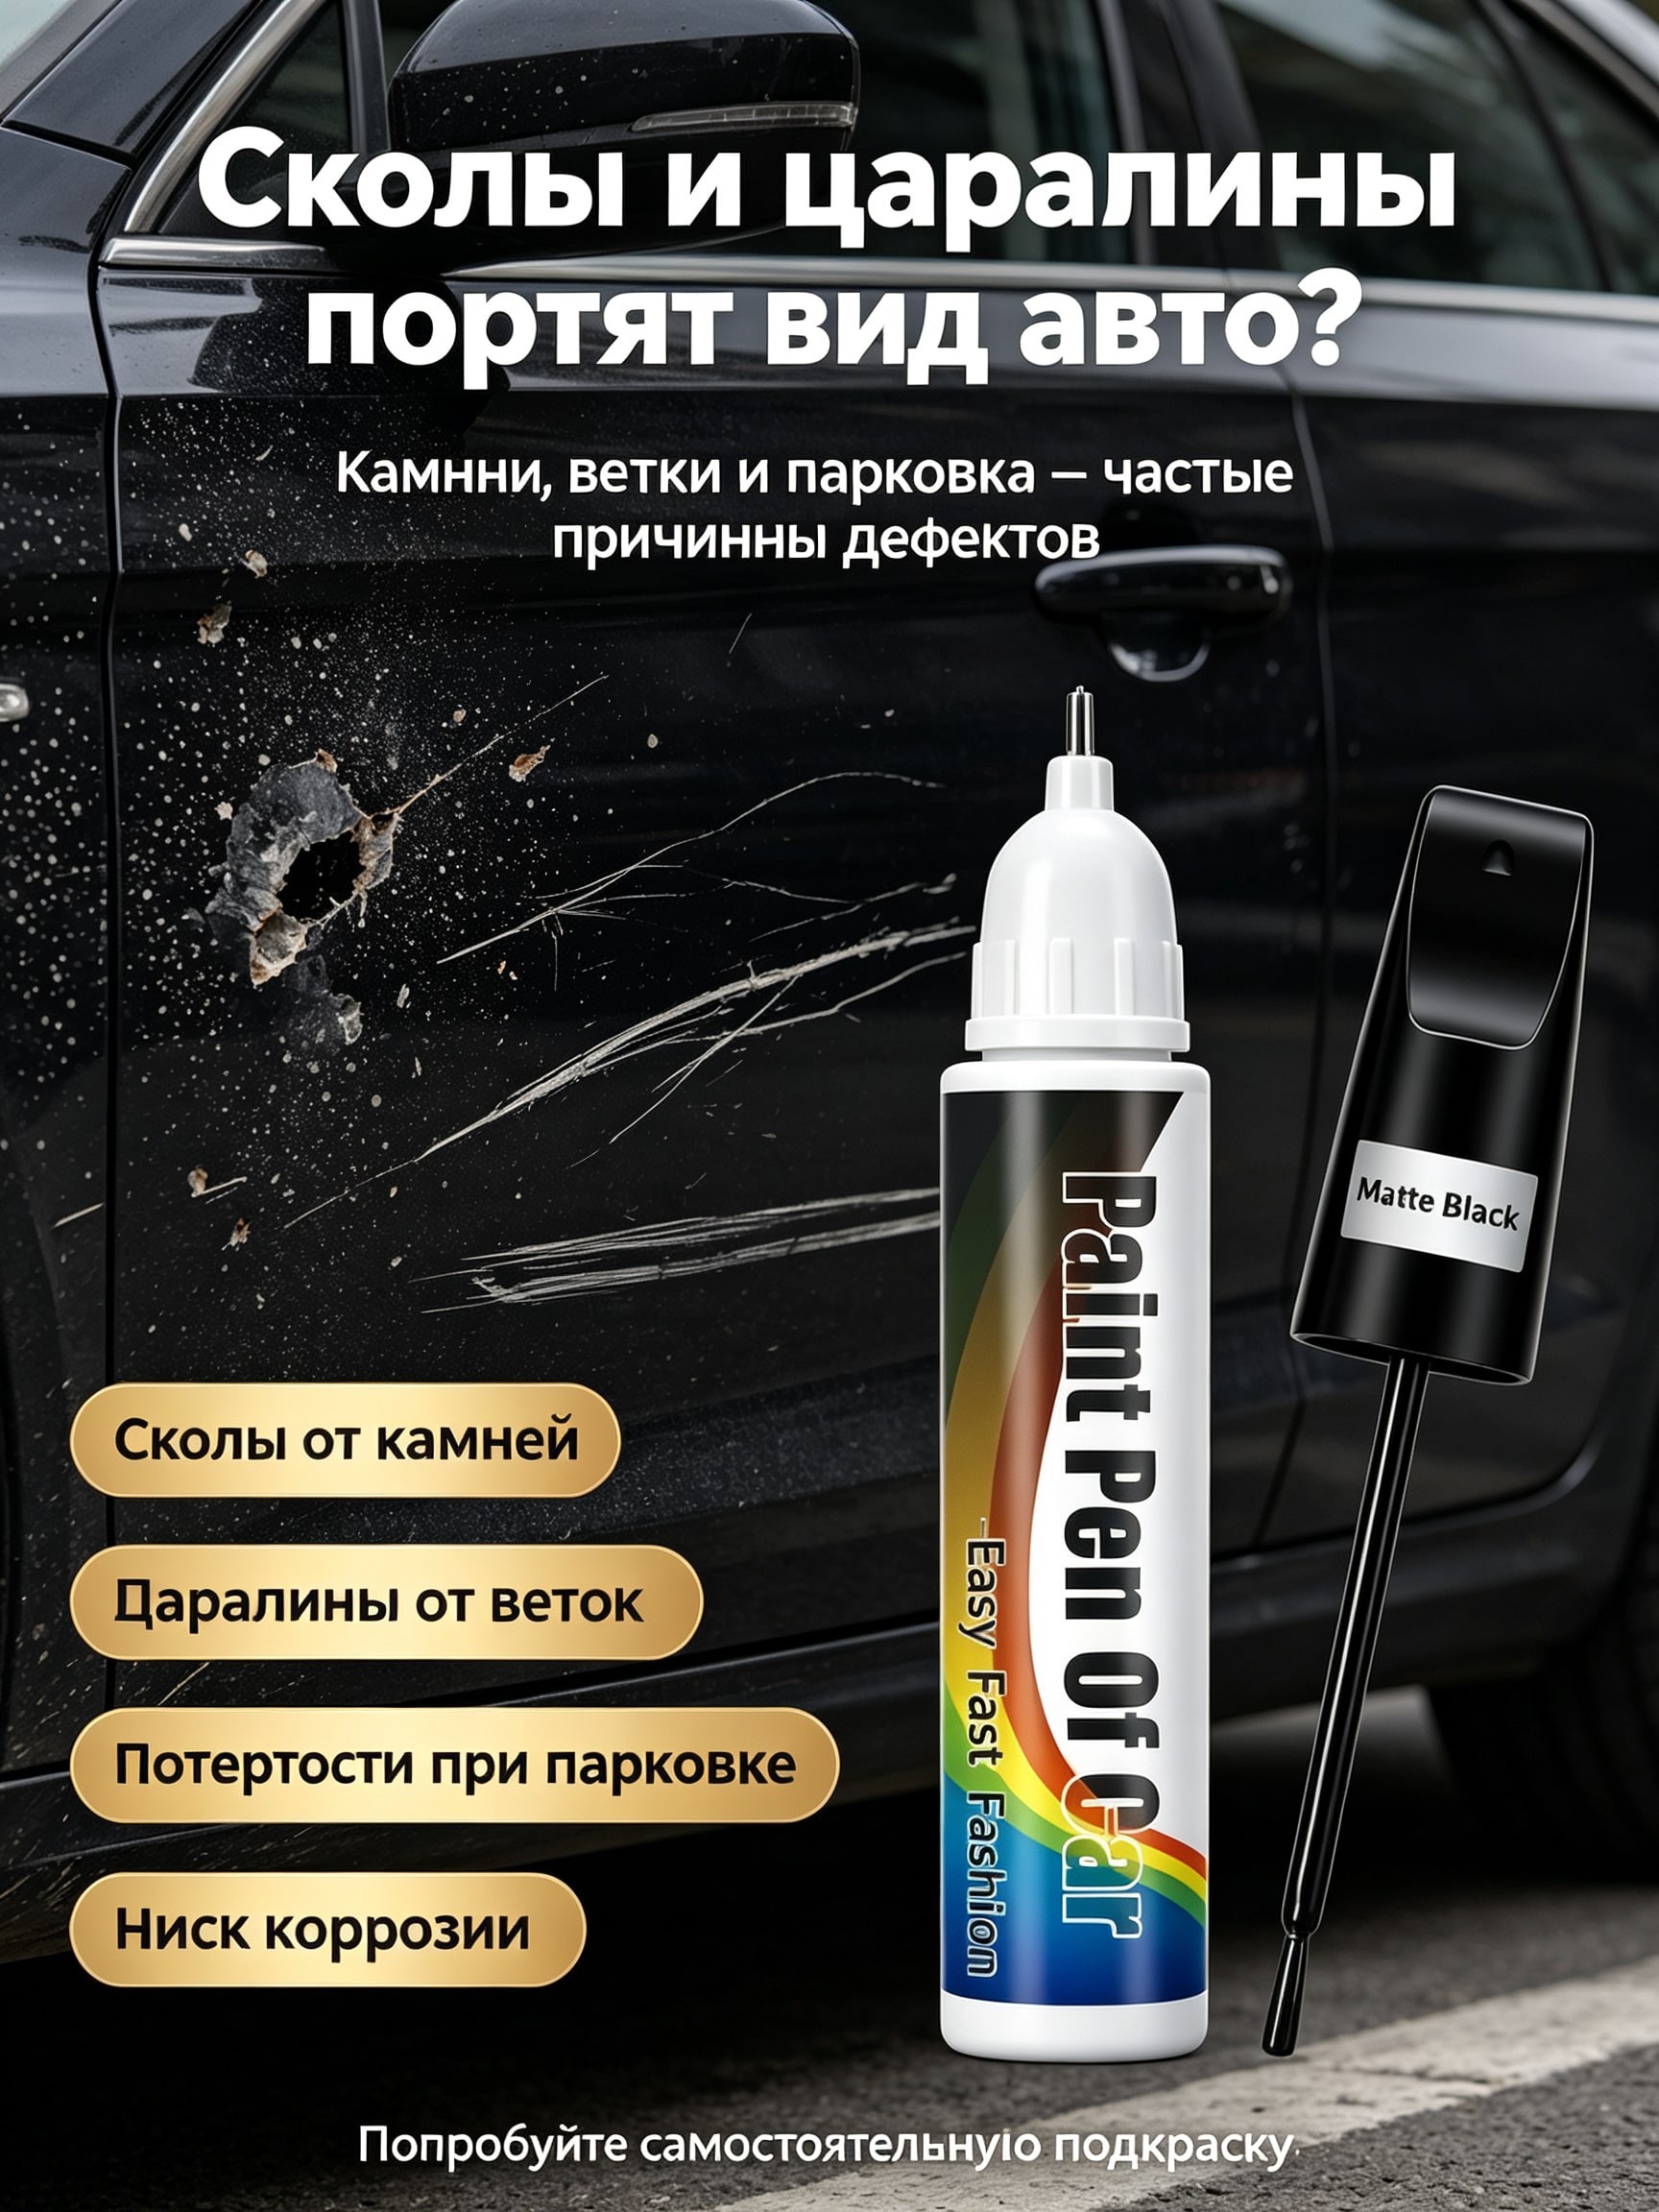 Сколы и царалины
портят вид авто?
Камнни, ветки и парковка – частые
причинны дефектов
Matte Black
Paint Pen Of Car
Easy Fast Fashion
Сколы от камней
Даралины от веток
Потертости при парковке
Ниск коррозии
Попробуйте самостоятельную подкраску.